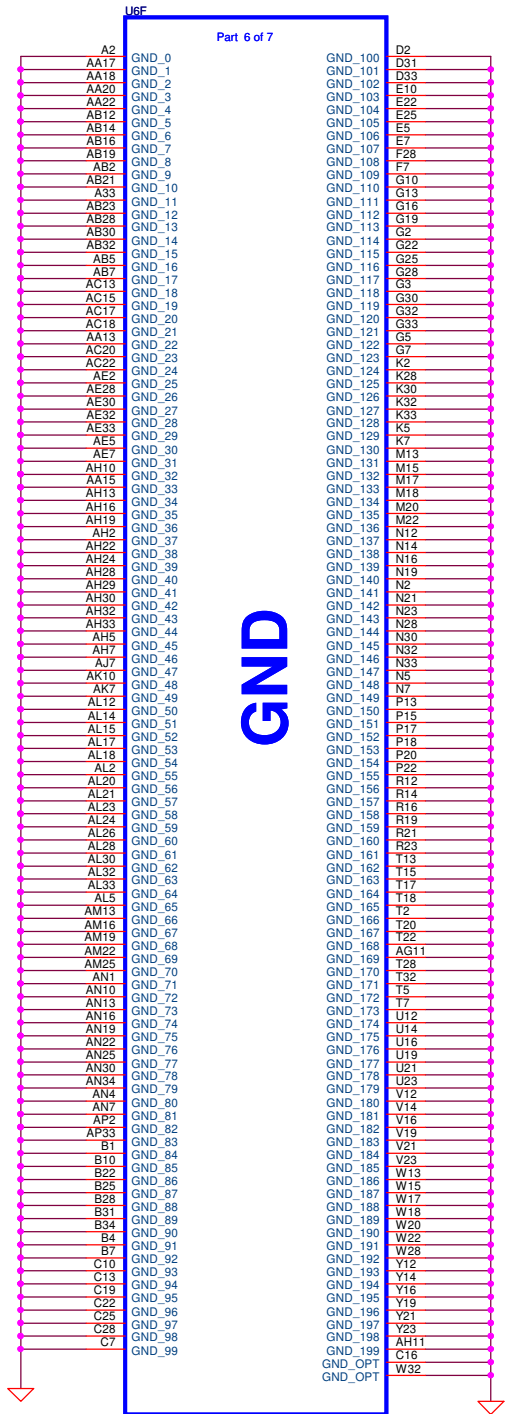 U6F
Part 6 of 7
A2 GND_0 GND_100 D2
AA17 GND_1 GND_101 D31
AA18 GND_2 GND_102 D33
AA20 GND_3 GND_103 E10
AA22 GND_4 GND_104 E22
AB12 GND_5 GND_105 E25
AB14 GND_6 GND_106 E5
AB16 GND_7 GND_107 E7
AB19 GND_8 GND_108 F28
AB2 GND_9 GND_109 F7
AB21 GND_10 GND_110 G10
A33 GND_11 GND_111 G13
AB23 GND_12 GND_112 G16
AB28 GND_13 GND_113 G19
AB30 GND_14 GND_114 G2
AB32 GND_15 GND_115 G22
AB5 GND_16 GND_116 G25
AB7 GND_17 GND_117 G28
AC13 GND_18 GND_118 G3
AC15 GND_19 GND_119 G30
AC17 GND_20 GND_120 G32
AC18 GND_21 GND_121 G33
AA13 GND_22 GND_122 G5
AC20 GND_23 GND_123 G7
AC22 GND_24 GND_124 K2
AE2 GND_25 GND_125 K28
AE28 GND_26 GND_126 K30
AE30 GND_27 GND_127 K32
AE32 GND_28 GND_128 K33
AE33 GND_29 GND_129 K5
AE5 GND_30 GND_130 K7
AE7 GND_31 GND_131 M13
AH10 GND_32 GND_132 M15
AA15 GND_33 GND_133 M17
AH13 GND_34 GND_134 M18
AH16 GND_35 GND_135 M20
AH19 GND_36 GND_136 M22
AH2 GND_37 GND_137 N12
AH22 GND_38 GND_138 N14
AH24 GND_39 GND_139 N16
AH28 GND_40 GND_140 N19
AH29 GND_41 GND_141 N2
AH30 GND_42 GND_142 N21
AH32 GND_43 GND_143 N23
AH33 GND_44 GND_144 N28
AH5 GND_45 GND_145 N30
AH7 GND_46 GND_146 N32
AJ7 GND_47 GND_147 N33
AK10 GND_48 GND_148 N5
AK7 GND_49 GND_149 N7
AL12 GND_50 GND_150 P13
AL14 GND_51 GND_151 P15
AL15 GND_52 GND_152 P17
AL17 GND_53 GND_153 P18
AL18 GND_54 GND_154 P20
AL2 GND_55 GND_155 P22
AL20 GND_56 GND_156 R12
AL21 GND_57 GND_157 R14
AL23 GND_58 GND_158 R16
AL24 GND_59 GND_159 R19
AL26 GND_60 GND_160 R21
AL28 GND_61 GND_161 R23
AL30 GND_62 GND_162 T13
AL32 GND_63 GND_163 T15
AL33 GND_64 GND_164 T17
AL5 GND_65 GND_165 T18
AM13 GND_66 GND_166 T2
AM16 GND_67 GND_167 T20
AM19 GND_68 GND_168 T22
AM22 GND_69 GND_169 AG11
AM25 GND_70 GND_170 T28
AN1 GND_71 GND_171 T32
AN10 GND_72 GND_172 T5
AN13 GND_73 GND_173 T7
AN16 GND_74 GND_174 U12
AN19 GND_75 GND_175 U14
AN22 GND_76 GND_176 U16
AN25 GND_77 GND_177 U19
AN30 GND_78 GND_178 U21
AN34 GND_79 GND_179 U23
AN4 GND_80 GND_180 V12
AN7 GND_81 GND_181 V14
AP2 GND_82 GND_182 V16
AP33 GND_83 GND_183 V19
B1 GND_84 GND_184 V21
B10 GND_85 GND_185 V23
B22 GND_86 GND_186 W13
B25 GND_87 GND_187 W15
B28 GND_88 GND_188 W17
B31 GND_89 GND_189 W18
B34 GND_90 GND_190 W20
B4 GND_91 GND_191 W22
B7 GND_92 GND_192 W28
C10 GND_93 GND_193 Y12
C13 GND_94 GND_194 Y14
C19 GND_95 GND_195 Y16
C22 GND_96 GND_196 Y19
C25 GND_97 GND_197 Y21
C28 GND_98 GND_198 Y23
C7 GND_99 GND_199 AH11
GND_OPT C16
GND_OPT W32
GND